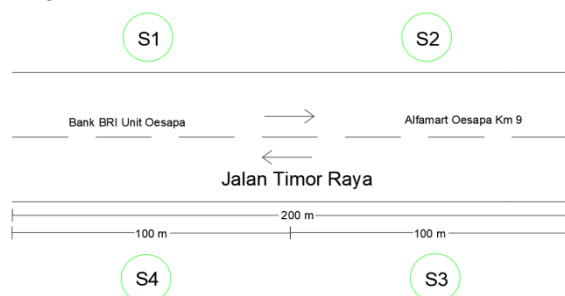 S1 S2
Bank BRI Unit Oesapa Alfamart Oesapa Km 9
Jalan Timor Raya
200 m
100 m 100 m
S4 S3